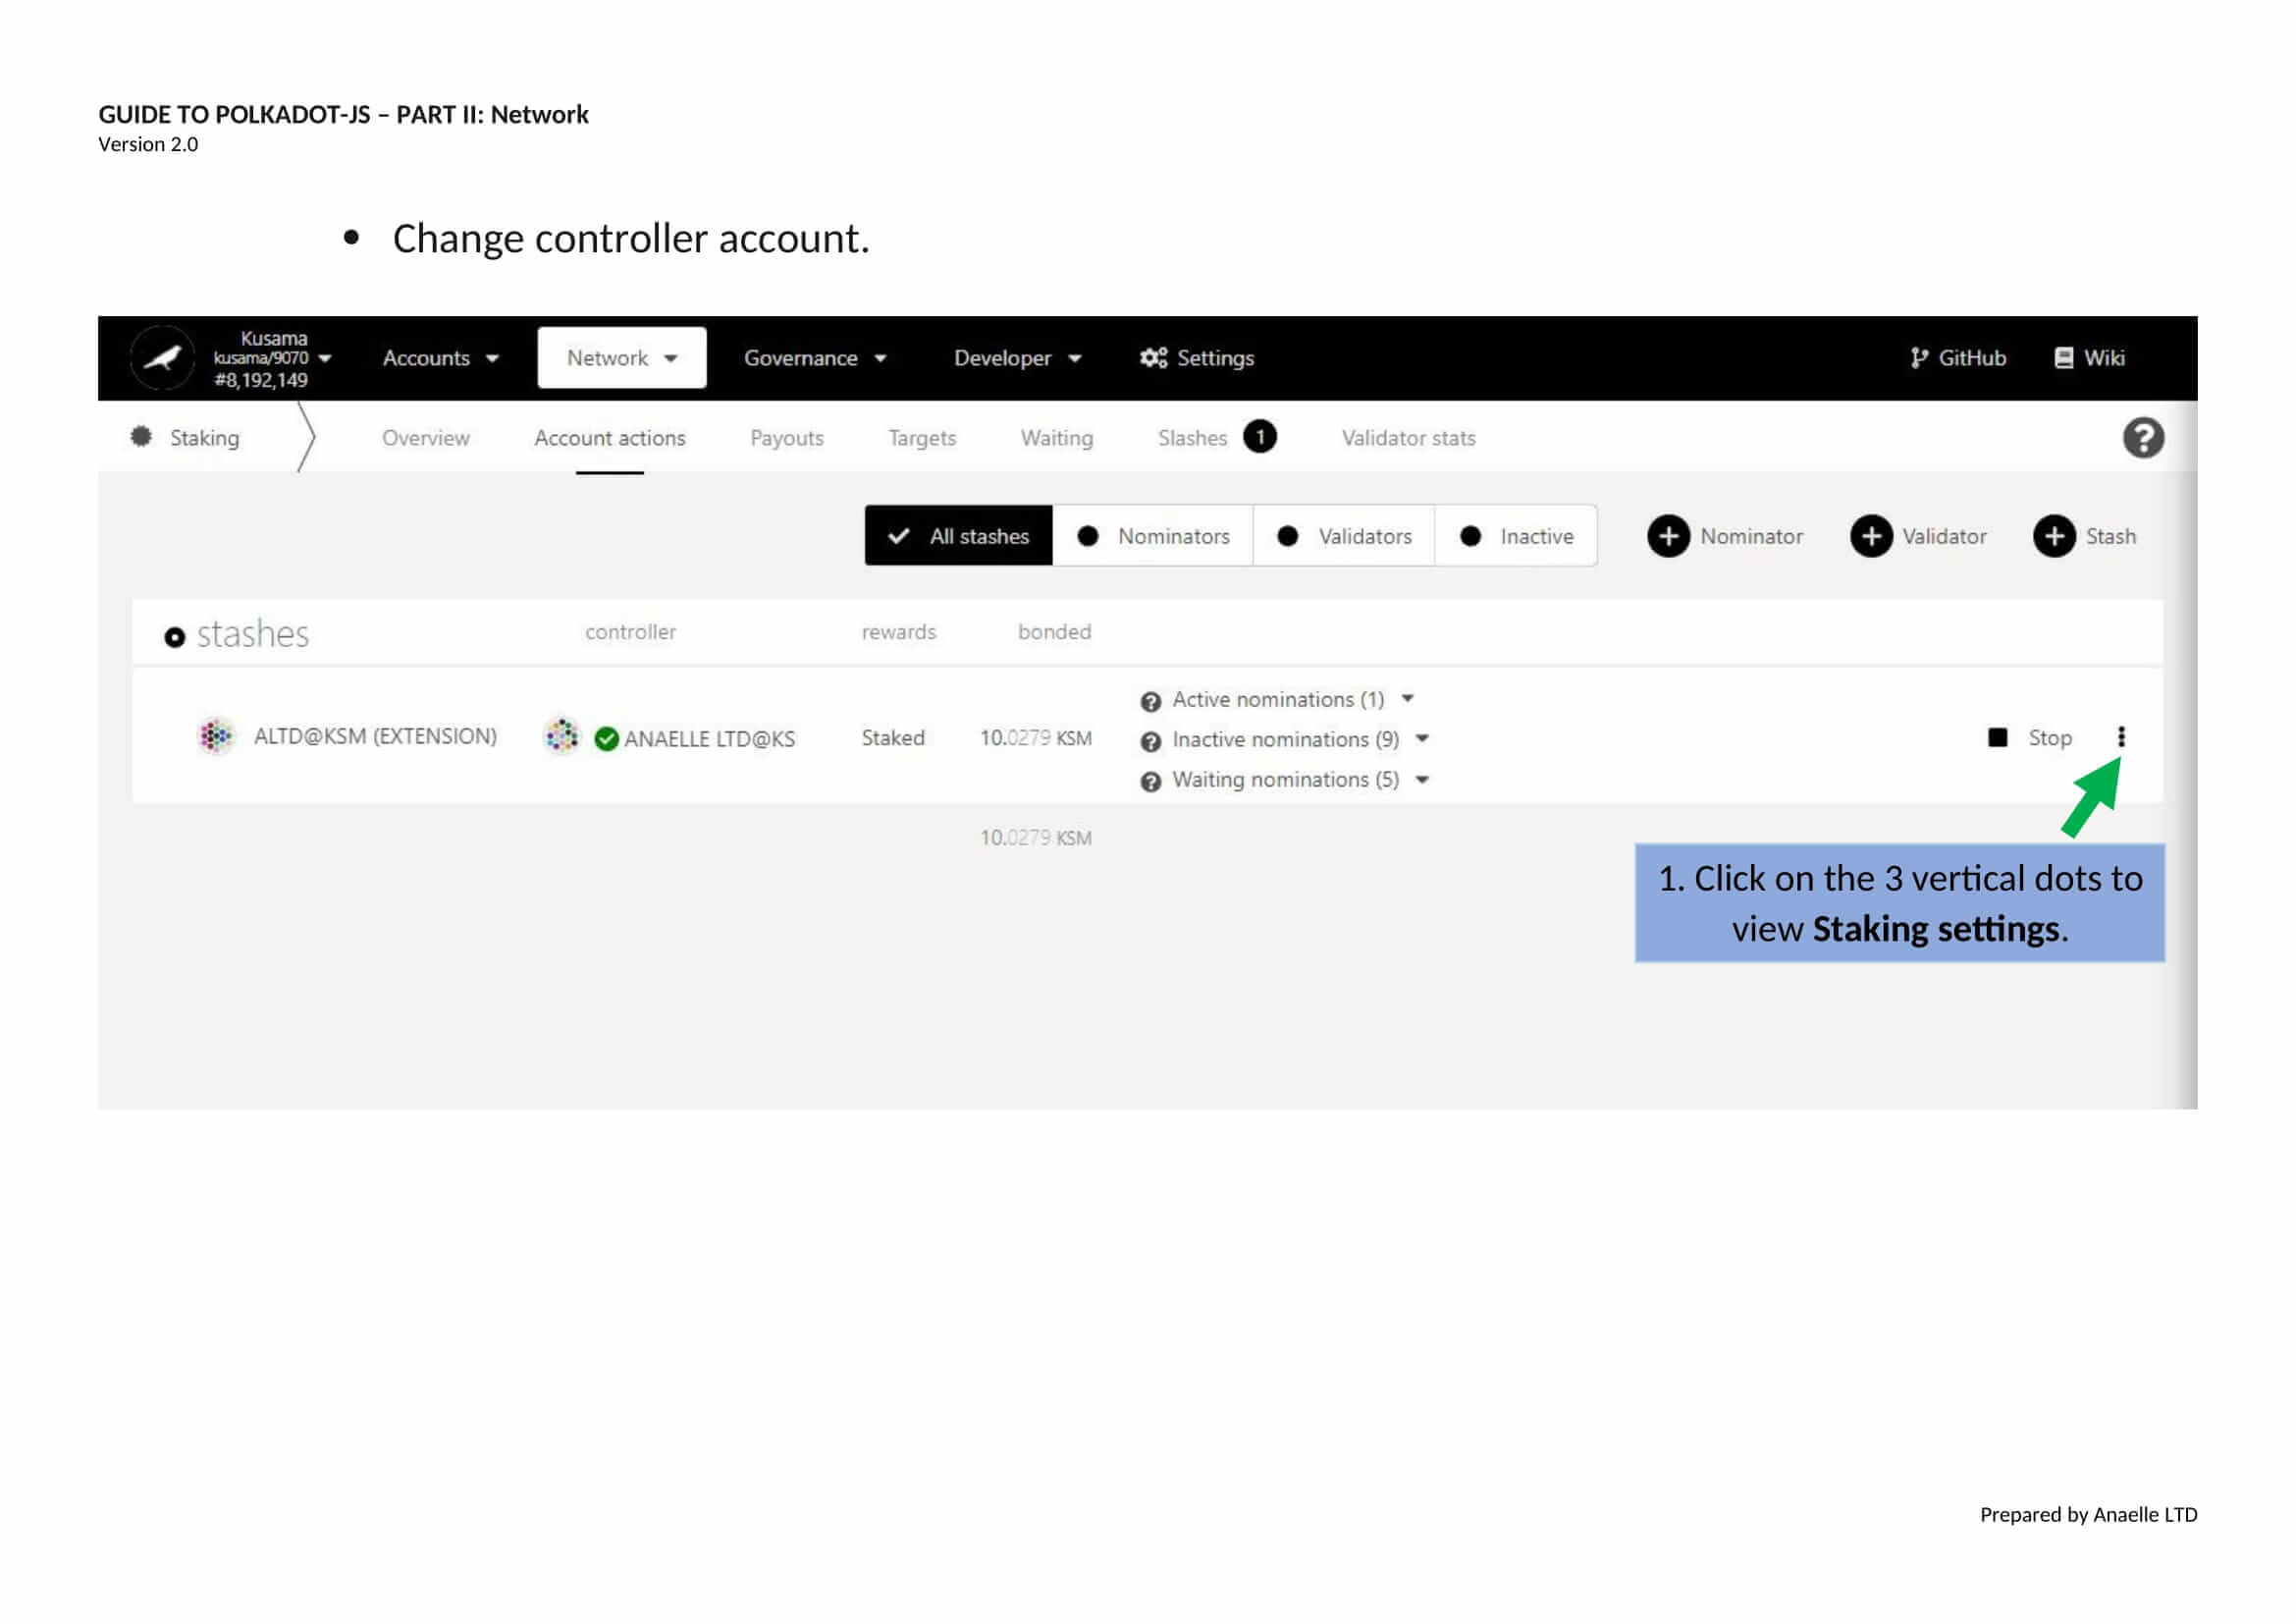 GUIDE TO POLKADOT-JS – PART II: Network
Version 2.0
• Change controller account.
Kusama
kusama/9070
#8,192,149
Accounts
Network
Governance
Developer
Settings
GitHub
Wiki
Staking
Overview
Account actions
Payouts
Targets
Waiting
Slashes 1
Validator stats
All stashes
Nominators
Validators
Inactive
Nominator
Validator
Stash
stashes
controller
rewards
bonded
ALTD@KSM (EXTENSION)
ANAELLE LTD@KS
Staked
10.0279 KSM
Active nominations (1)
Inactive nominations (9)
Waiting nominations (5)
Stop
10.0279 KSM
1. Click on the 3 vertical dots to
view Staking settings.
Prepared by Anaelle LTD